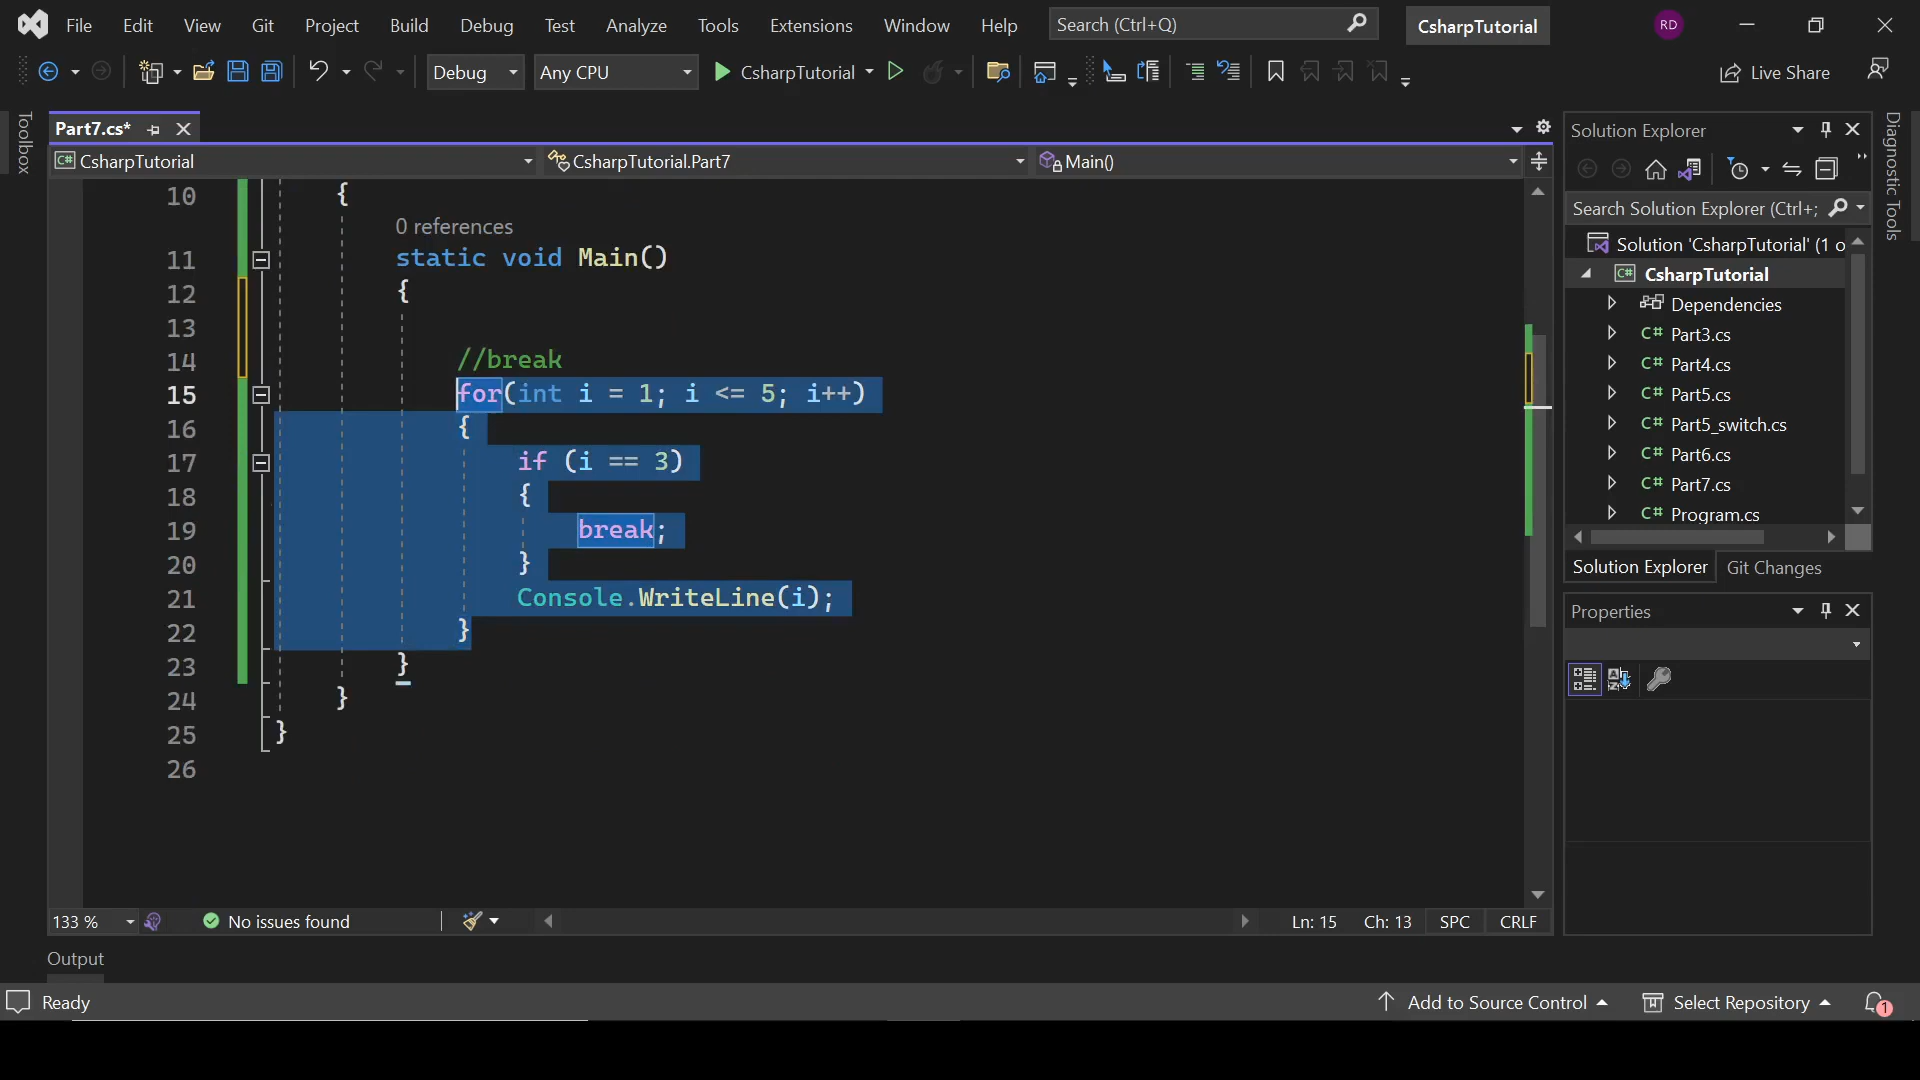 File Edit View Git Project Build Debug Test Analyze Tools Extensions Window Help Search (Ctrl+Q) CsharpTutorial RD
Debug Any CPU CsharpTutorial Live Share
Toolbox
Part7.cs*
CsharpTutorial CsharpTutorial.Part7 Main()
10 {
0 references
11 static void Main()
12 {
13
14 //break
15 for(int i = 1; i <= 5; i++)
16 {
17 if (i == 3)
18 {
19 break;
20 }
21 Console.WriteLine(i);
22 }
23 }
24 }
25 }
26
133 % No issues found Ln: 15 Ch: 13 SPC CRLF
Solution Explorer
Search Solution Explorer (Ctrl+;
Solution 'CsharpTutorial' (1 o
C# CsharpTutorial
Dependencies
C# Part3.cs
C# Part4.cs
C# Part5.cs
C# Part5_switch.cs
C# Part6.cs
C# Part7.cs
C# Program.cs
Solution Explorer Git Changes
Properties
Diagnostic Tools
Output
Ready Add to Source Control Select Repository 1